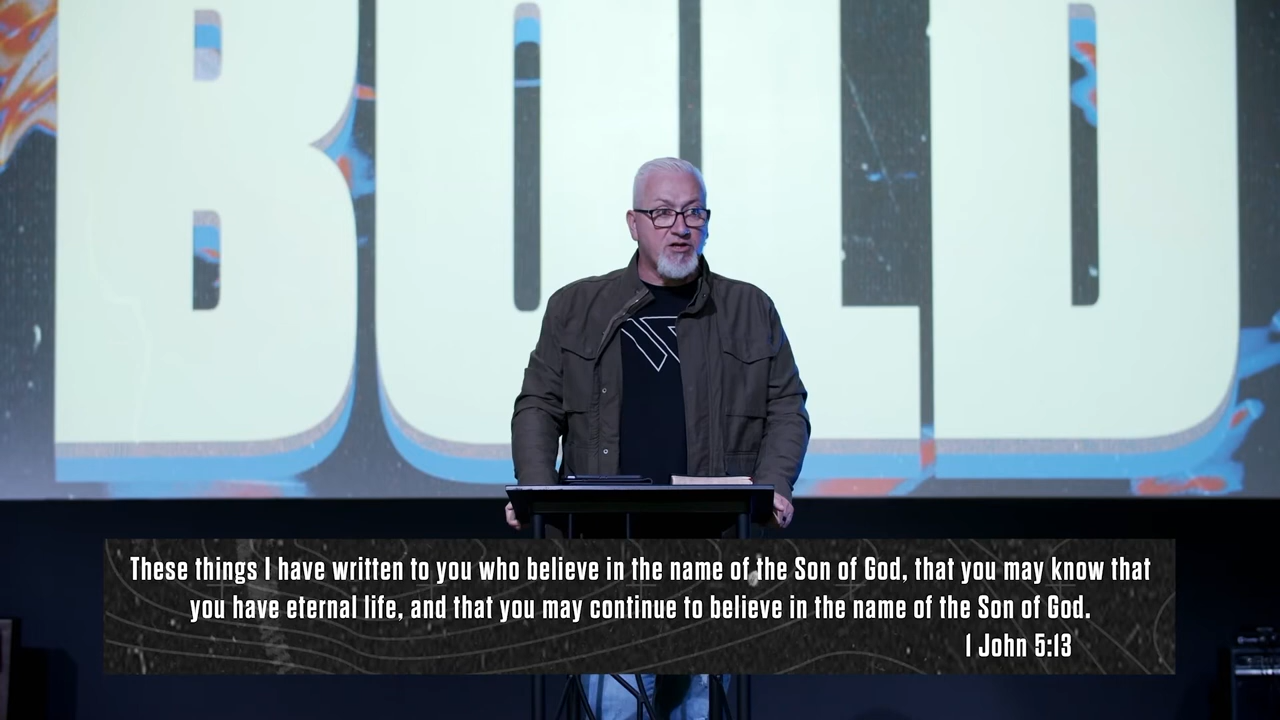 BOLD
These things I have written to you who believe in the name of the Son of God, that you may know that
you have eternal life, and that you may continue to believe in the name of the Son of God.
1 John 5:13